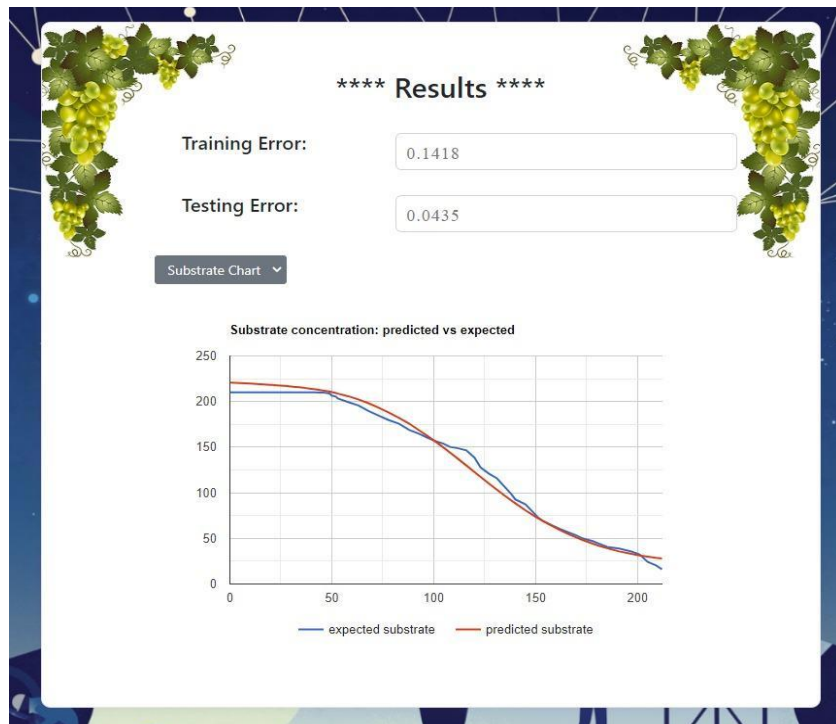 **** Results ****
Training Error:
0.1418
Testing Error:
0.0435
Substrate Chart
Substrate concentration: predicted vs expected
250
200
150
100
50
0
0 50 100 150 200
expected substrate predicted substrate